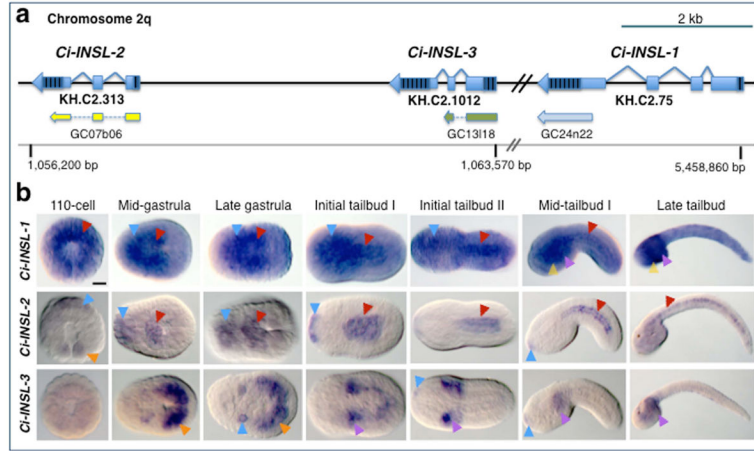 a
Chromosome 2q
2 kb
Ci-INSL-2 Ci-INSL-3 Ci-INSL-1
KH.C2.313 KH.C2.1012 KH.C2.75
GC07b06 GC13l18 GC24n22
1,056,200 bp 1,063,570 bp 5,458,860 bp
b
110-cell Mid-gastrula Late gastrula Initial tailbud I Initial tailbud II Mid-tailbud I Late tailbud
Ci-INSL-1
Ci-INSL-2
Ci-INSL-3